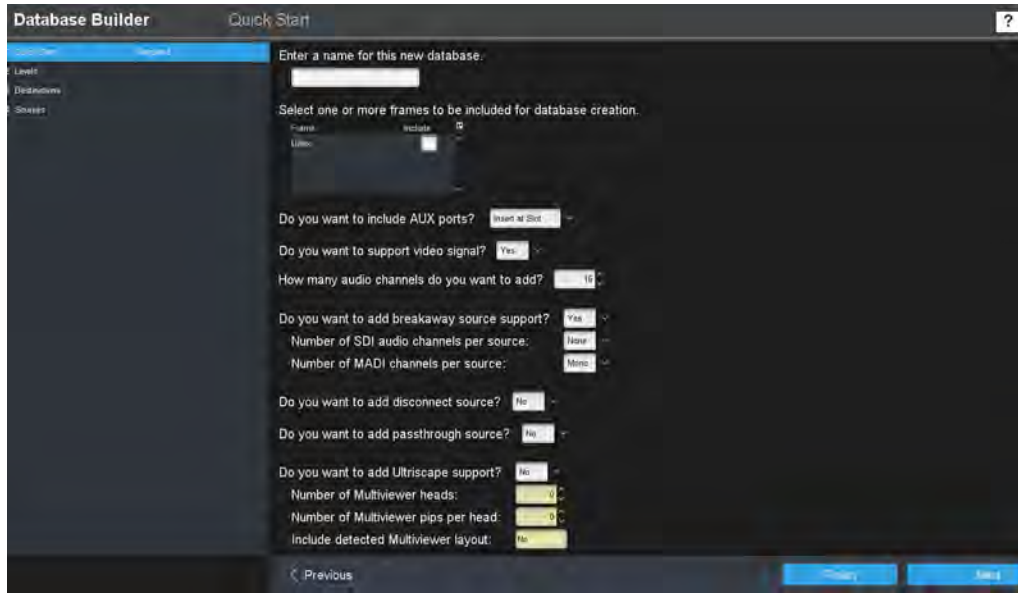 Database Builder Quick Start ?
Levels
Destinations
Sources
Enter a name for this new database.
Select one or more frames to be included for database creation.
Frame Include
Do you want to include AUX ports? Insert at Slot
Do you want to support video signal? Yes
How many audio channels do you want to add? 16
Do you want to add breakaway source support? Yes
Number of SDI audio channels per source: None
Number of MADI channels per source: Mono
Do you want to add disconnect source? No
Do you want to add passthrough source? No
Do you want to add Ultriscape support? No
Number of Multiviewer heads: 0
Number of Multiviewer pips per head: 0
Include detected Multiviewer layout: No
< Previous Next